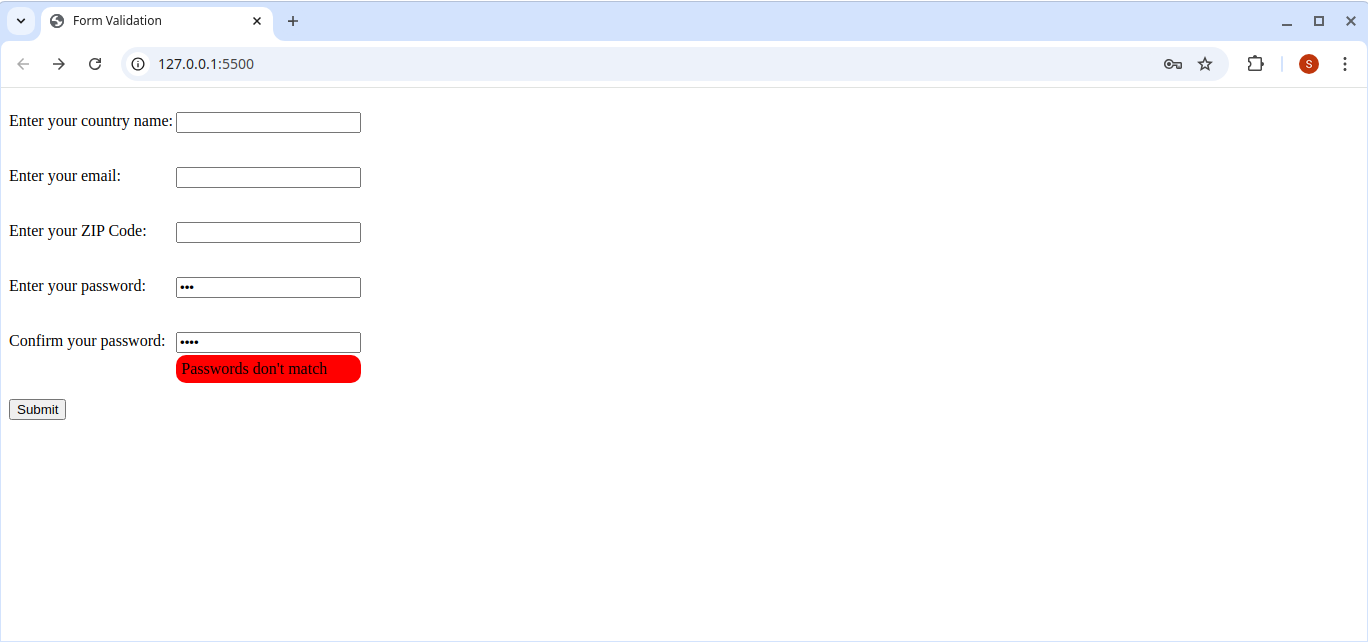 Form Validation
127.0.0.1:5500
S
Enter your country name:
Enter your email:
Enter your ZIP Code:
Enter your password: •••
Confirm your password: ••••
Passwords don't match
Submit